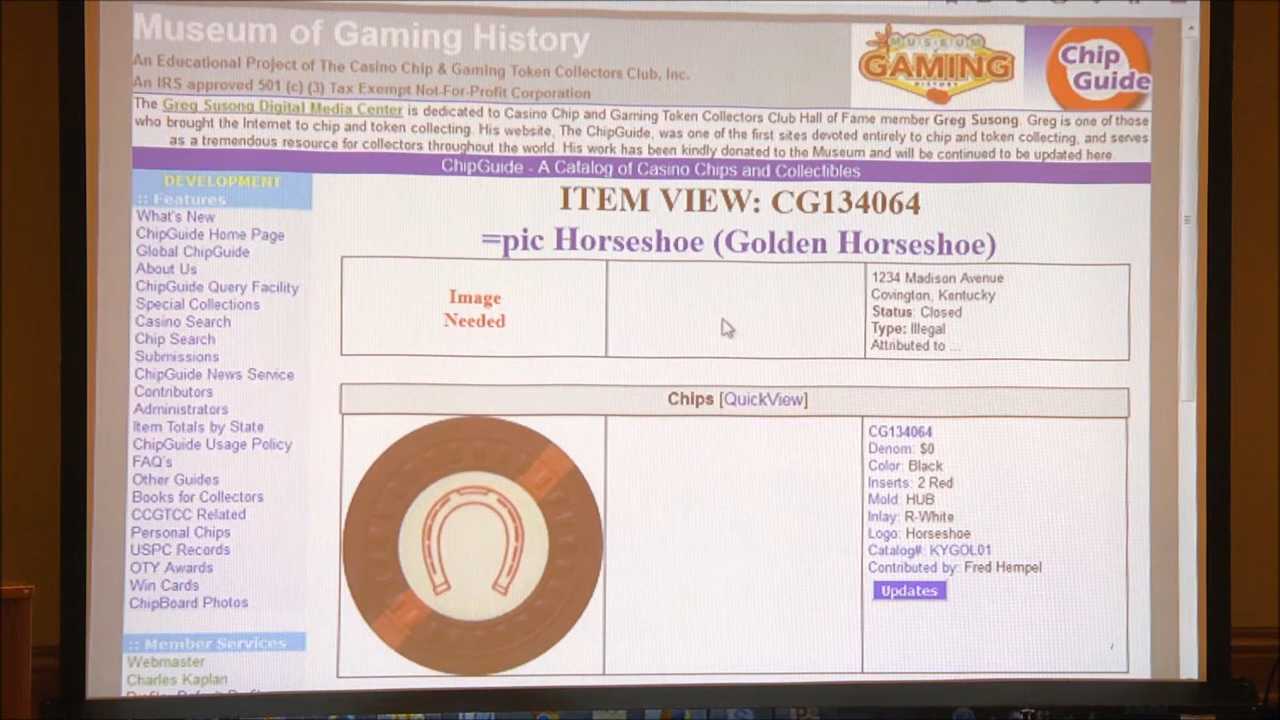 Museum of Gaming History
An Educational Project of The Casino Chip & Gaming Token Collectors Club, Inc.
An IRS approved 501 (c) (3) Tax Exempt Not-For-Profit Corporation
MUSEUM
GAMING
HISTORY
Chip
Guide
The Greg Susong Digital Media Center is dedicated to Casino Chip and Gaming Token Collectors Club Hall of Fame member Greg Susong. Greg is one of those
who brought the Internet to chip and token collecting. His website, The ChipGuide, was one of the first sites devoted entirely to chip and token collecting, and serves
as a tremendous resource for collectors throughout the world. His work has been kindly donated to the Museum and will be continued to be updated here.
ChipGuide - A Catalog of Casino Chips and Collectibles
DEVELOPMENT
:: Features
What's New
ChipGuide Home Page
Global ChipGuide
About Us
ChipGuide Query Facility
Special Collections
Casino Search
Chip Search
Submissions
ChipGuide News Service
Contributors
Administrators
Item Totals by State
ChipGuide Usage Policy
FAQ's
Other Guides
Books for Collectors
CCGTCC Related
Personal Chips
USPC Records
OTY Awards
Win Cards
ChipBoard Photos
:: Member Services
Webmaster
Charles Kaplan
ITEM VIEW: CG134064
=pic Horseshoe (Golden Horseshoe)
Image
Needed
1234 Madison Avenue
Covington, Kentucky
Status: Closed
Type: Illegal
Attributed to ...
Chips [QuickView]
CG134064
Denom: $0
Color: Black
Inserts: 2 Red
Mold: HUB
Inlay: R-White
Logo: Horseshoe
Catalog#: KYGOL01
Contributed by: Fred Hempel
Updates